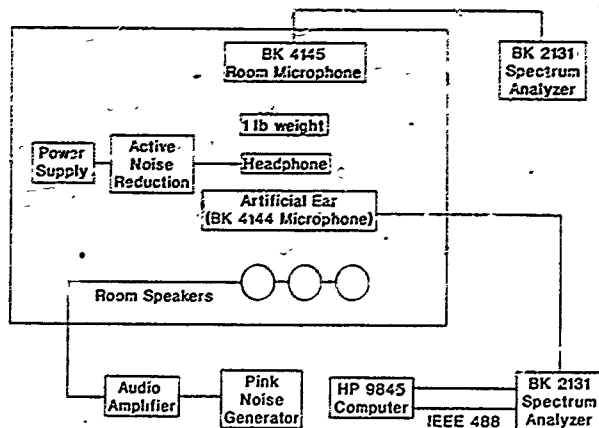 BK 4145
Room Microphone
BK 2131
Spectrum
Analyzer
1 lb weight
Power
Supply
Active
Noise
Reduction
Headphone
Artificial Ear
(BK 4144 Microphone)
Room Speakers
Audio
Amplifier
Pink
Noise
Generator
HP 9845
Computer
IEEE 488
BK 2131
Spectrum
Analyzer